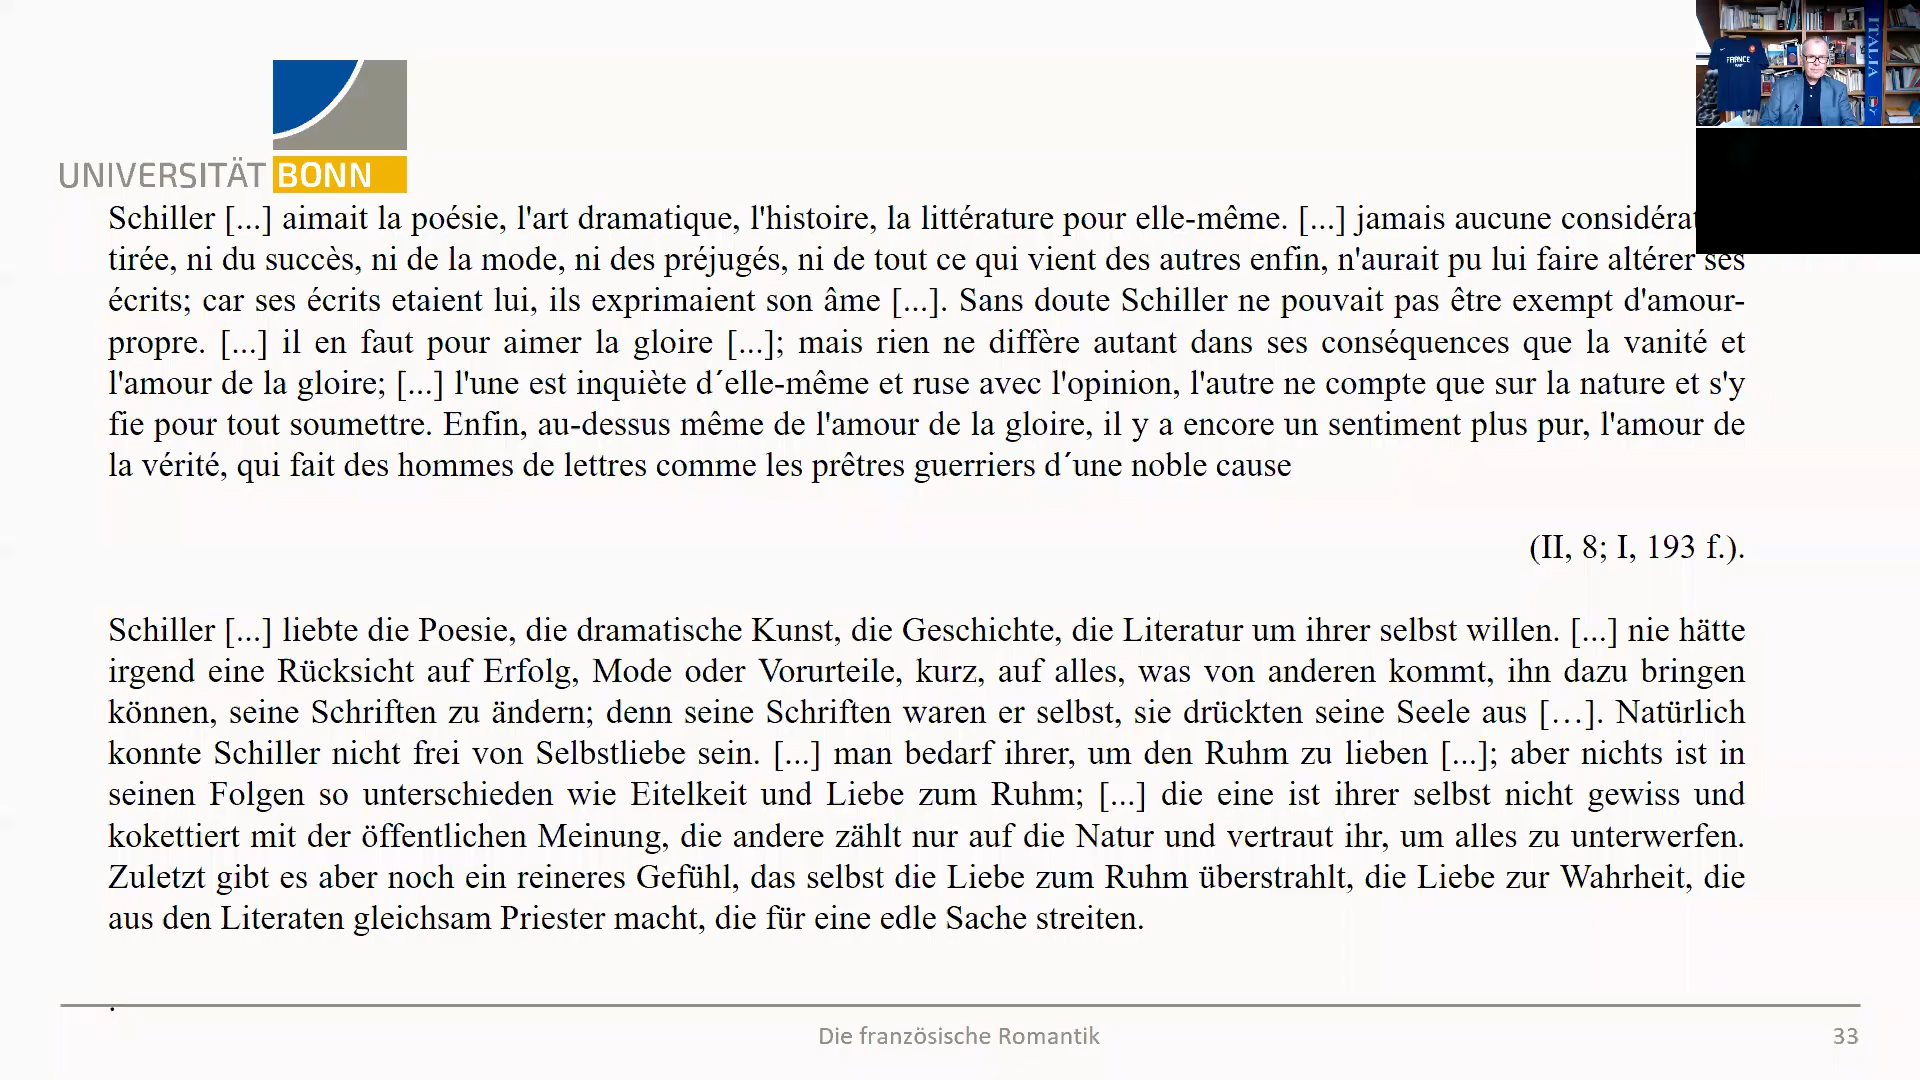 FRANCE
ITALIA
UNIVERSITÄT BONN
Schiller [...] aimait la poésie, l'art dramatique, l'histoire, la littérature pour elle-même. [...] jamais aucune
tirée, ni du succès, ni de la mode, ni des préjugés, ni de tout ce qui vient des autres enfin, n'aurait pu lui faire altérer ses
écrits; car ses écrits etaient lui, ils exprimaient son âme [...]. Sans doute Schiller ne pouvait pas être exempt d'amour-
propre. [...] il en faut pour aimer la gloire [...]; mais rien ne diffère autant dans ses conséquences que la vanité et
l'amour de la gloire; [...] l'une est inquiète d´elle-même et ruse avec l'opinion, l'autre ne compte que sur la nature et s'y
fie pour tout soumettre. Enfin, au-dessus même de l'amour de la gloire, il y a encore un sentiment plus pur, l'amour de
la vérité, qui fait des hommes de lettres comme les prêtres guerriers d´une noble cause
(II, 8; I, 193 f.).
Schiller [...] liebte die Poesie, die dramatische Kunst, die Geschichte, die Literatur um ihrer selbst willen. [...] nie hätte
irgend eine Rücksicht auf Erfolg, Mode oder Vorurteile, kurz, auf alles, was von anderen kommt, ihn dazu bringen
können, seine Schriften zu ändern; denn seine Schriften waren er selbst, sie drückten seine Seele aus […]. Natürlich
konnte Schiller nicht frei von Selbstliebe sein. [...] man bedarf ihrer, um den Ruhm zu lieben [...]; aber nichts ist in
seinen Folgen so unterschieden wie Eitelkeit und Liebe zum Ruhm; [...] die eine ist ihrer selbst nicht gewiss und
kokettiert mit der öffentlichen Meinung, die andere zählt nur auf die Natur und vertraut ihr, um alles zu unterwerfen.
Zuletzt gibt es aber noch ein reineres Gefühl, das selbst die Liebe zum Ruhm überstrahlt, die Liebe zur Wahrheit, die
aus den Literaten gleichsam Priester macht, die für eine edle Sache streiten.
.
Die französische Romantik
33